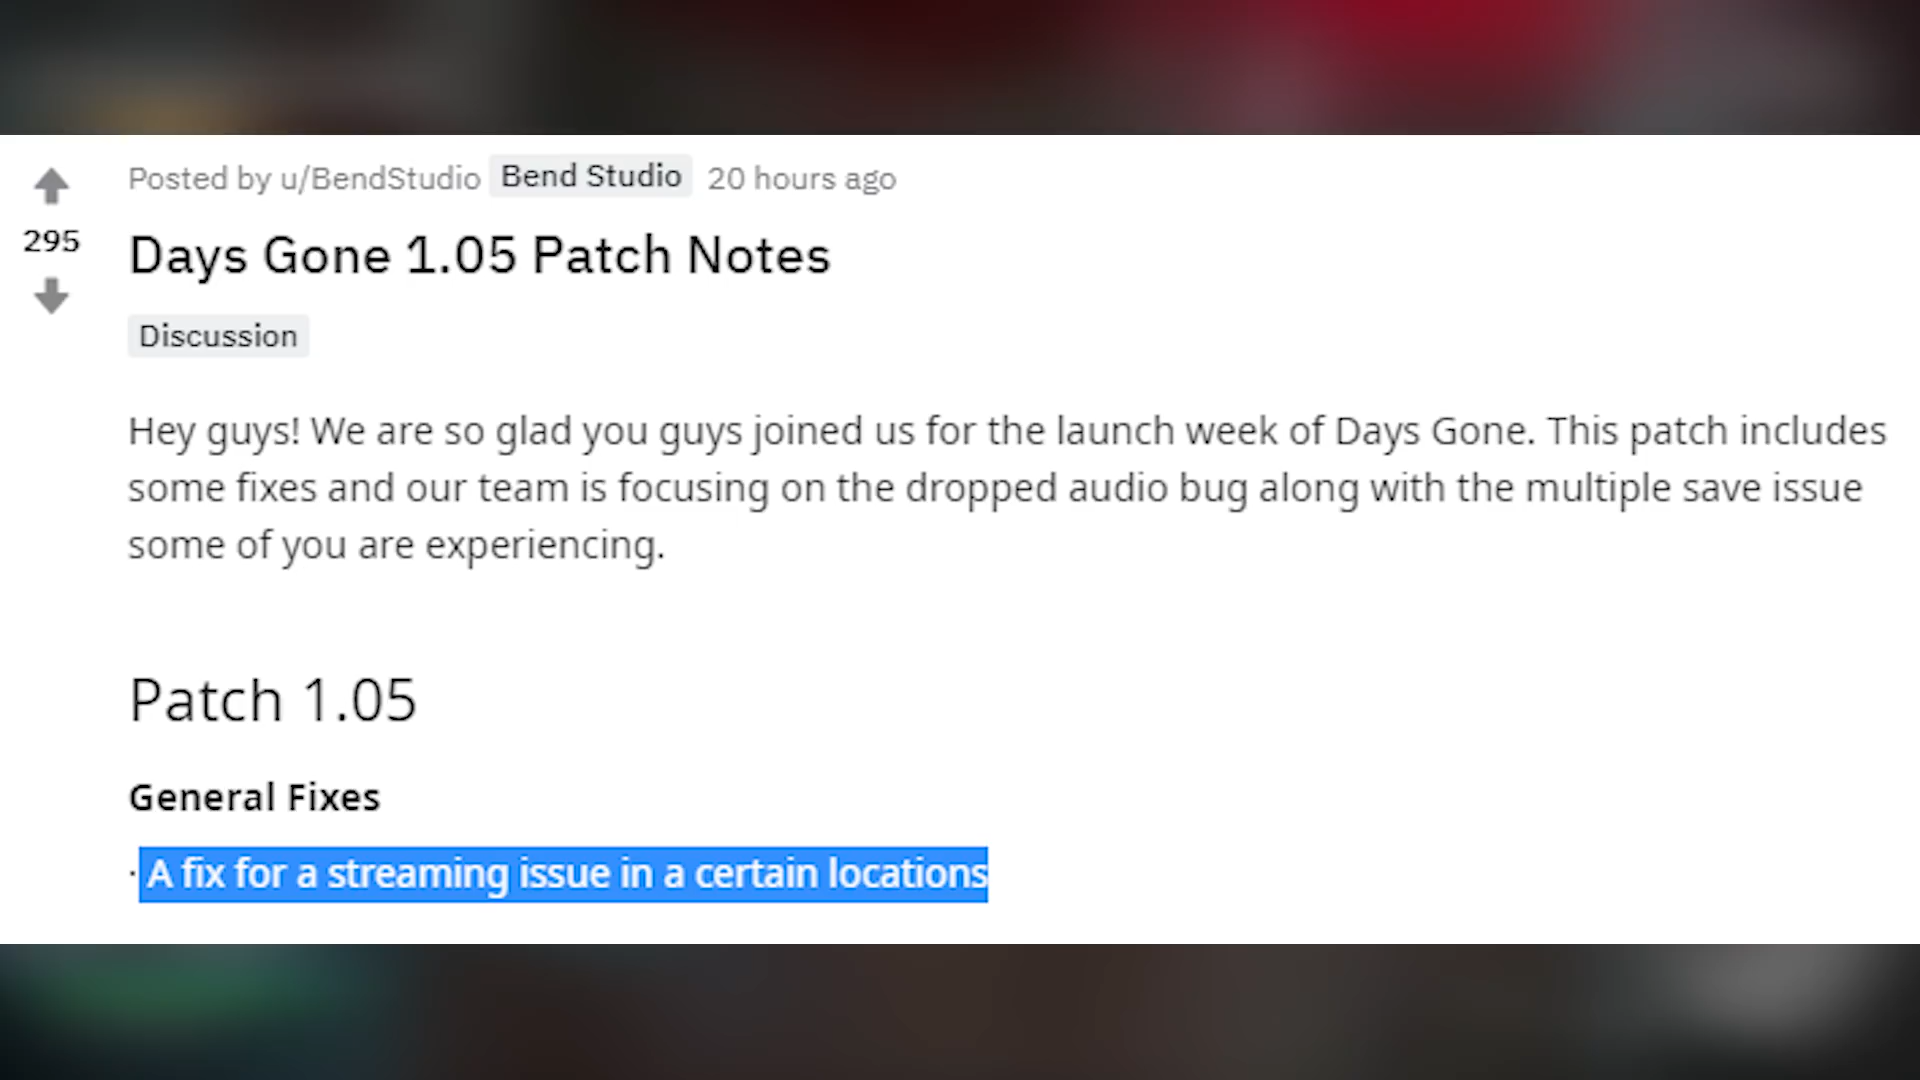 Posted by u/BendStudio Bend Studio 20 hours ago
295
Days Gone 1.05 Patch Notes
Discussion
Hey guys! We are so glad you guys joined us for the launch week of Days Gone. This patch includes
some fixes and our team is focusing on the dropped audio bug along with the multiple save issue
some of you are experiencing.
Patch 1.05
General Fixes
· A fix for a streaming issue in a certain locations